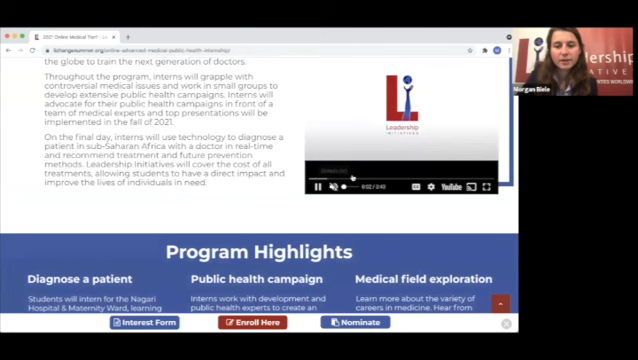 2021 Online Medical Trai
lichangesummer.org/online-advanced-medical-public-health-internship/
the globe to train the next generation of doctors.
Throughout the program, interns will grapple with
controversial medical issues and work in small groups to
develop extensive public health campaigns. Interns will
advocate for their public health campaigns in front of a
team of medical experts and top presentations will be
implemented in the fall of 2021.
On the final day, interns will use technology to diagnose a
patient in sub-Saharan Africa with a doctor in real-time
and recommend treatment and future prevention
methods. Leadership Initiatives will cover the cost of all
treatments, allowing students to have a direct impact and
improve the lives of individuals in need.
Li
Leadership
INITIATIVES
0:02 / 3:43
CC
YouTube
Program Highlights
Diagnose a patient
Students will intern for the Nagari
Hospital & Maternity Ward, learning
Public health campaign
Interns work with development and
public health experts to create an
Medical field exploration
Learn more about the variety of
careers in medicine. Hear from
Interest Form
Enroll Here
Nominate
dership
Morgan Biele